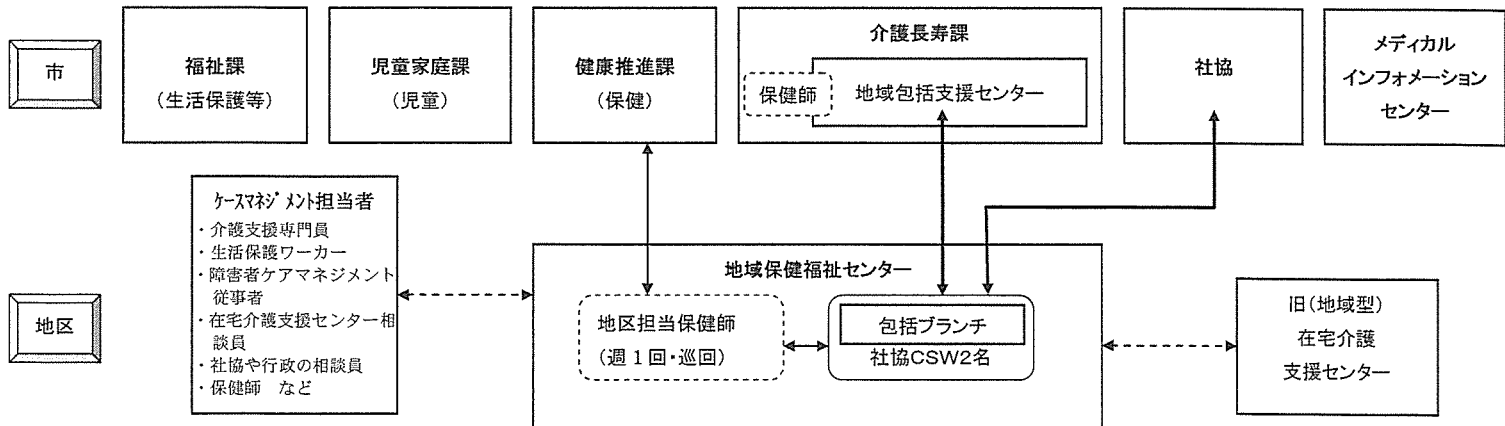 市
福祉課
（生活保護等）
児童家庭課
（児童）
健康推進課
（保健）
介護長寿課
保健師
地域包括支援センター
社協
メディカル
インフォメーション
センター
地区
ケースマネジメント担当者
・介護支援専門員
・生活保護ワーカー
・障害者ケアマネジメント
従事者
・在宅介護支援センター相
談員
・社協や行政の相談員
・保健師　など
地域保健福祉センター
地区担当保健師
（週１回・巡回）
包括ブランチ
社協CSW2名
旧（地域型）
在宅介護
支援センター